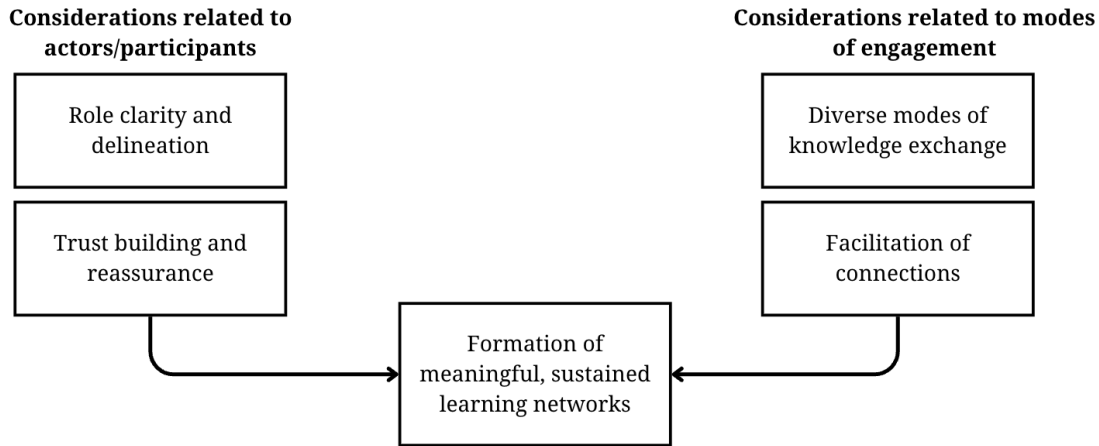 Considerations related to
actors/participants
Role clarity and
delineation
Trust building and
reassurance
Considerations related to modes
of engagement
Diverse modes of
knowledge exchange
Facilitation of
connections
Formation of
meaningful, sustained
learning networks